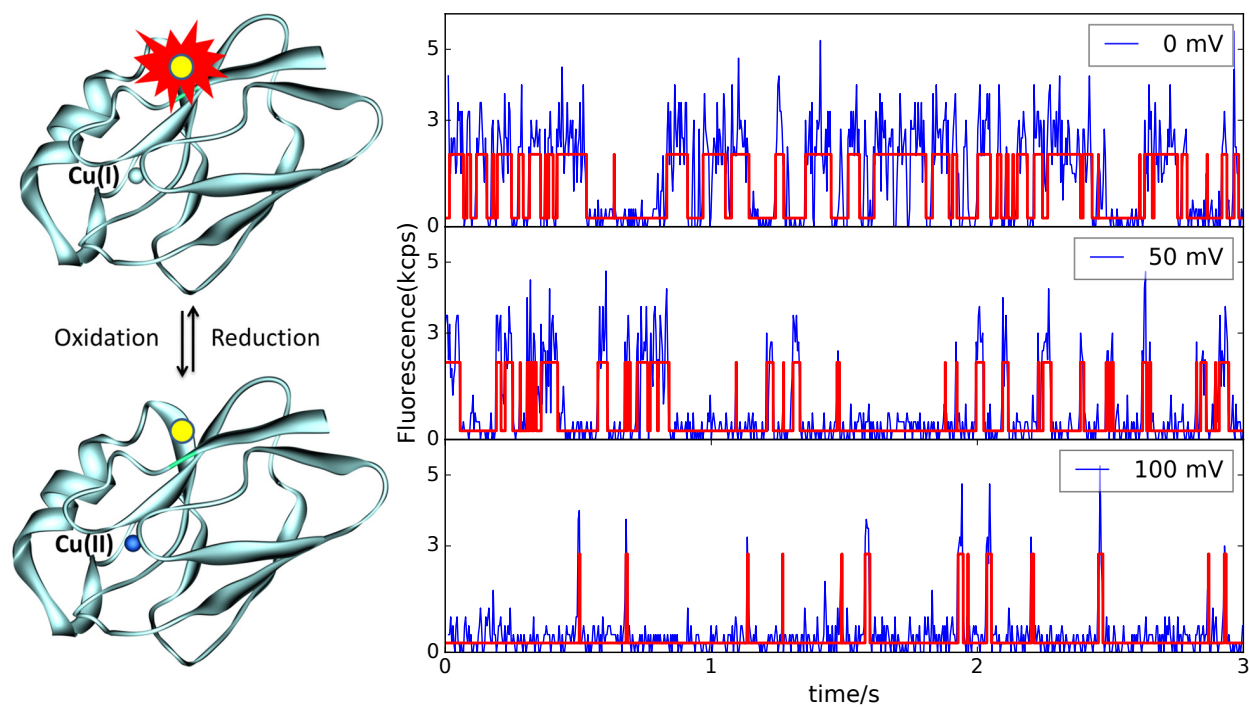 Cu(I)
Oxidation
Reduction
Cu(II)
Fluorescence(kcps)
5
3
0
0 mV
5
3
0
50 mV
5
3
0
100 mV
0 1 2 3
time/s